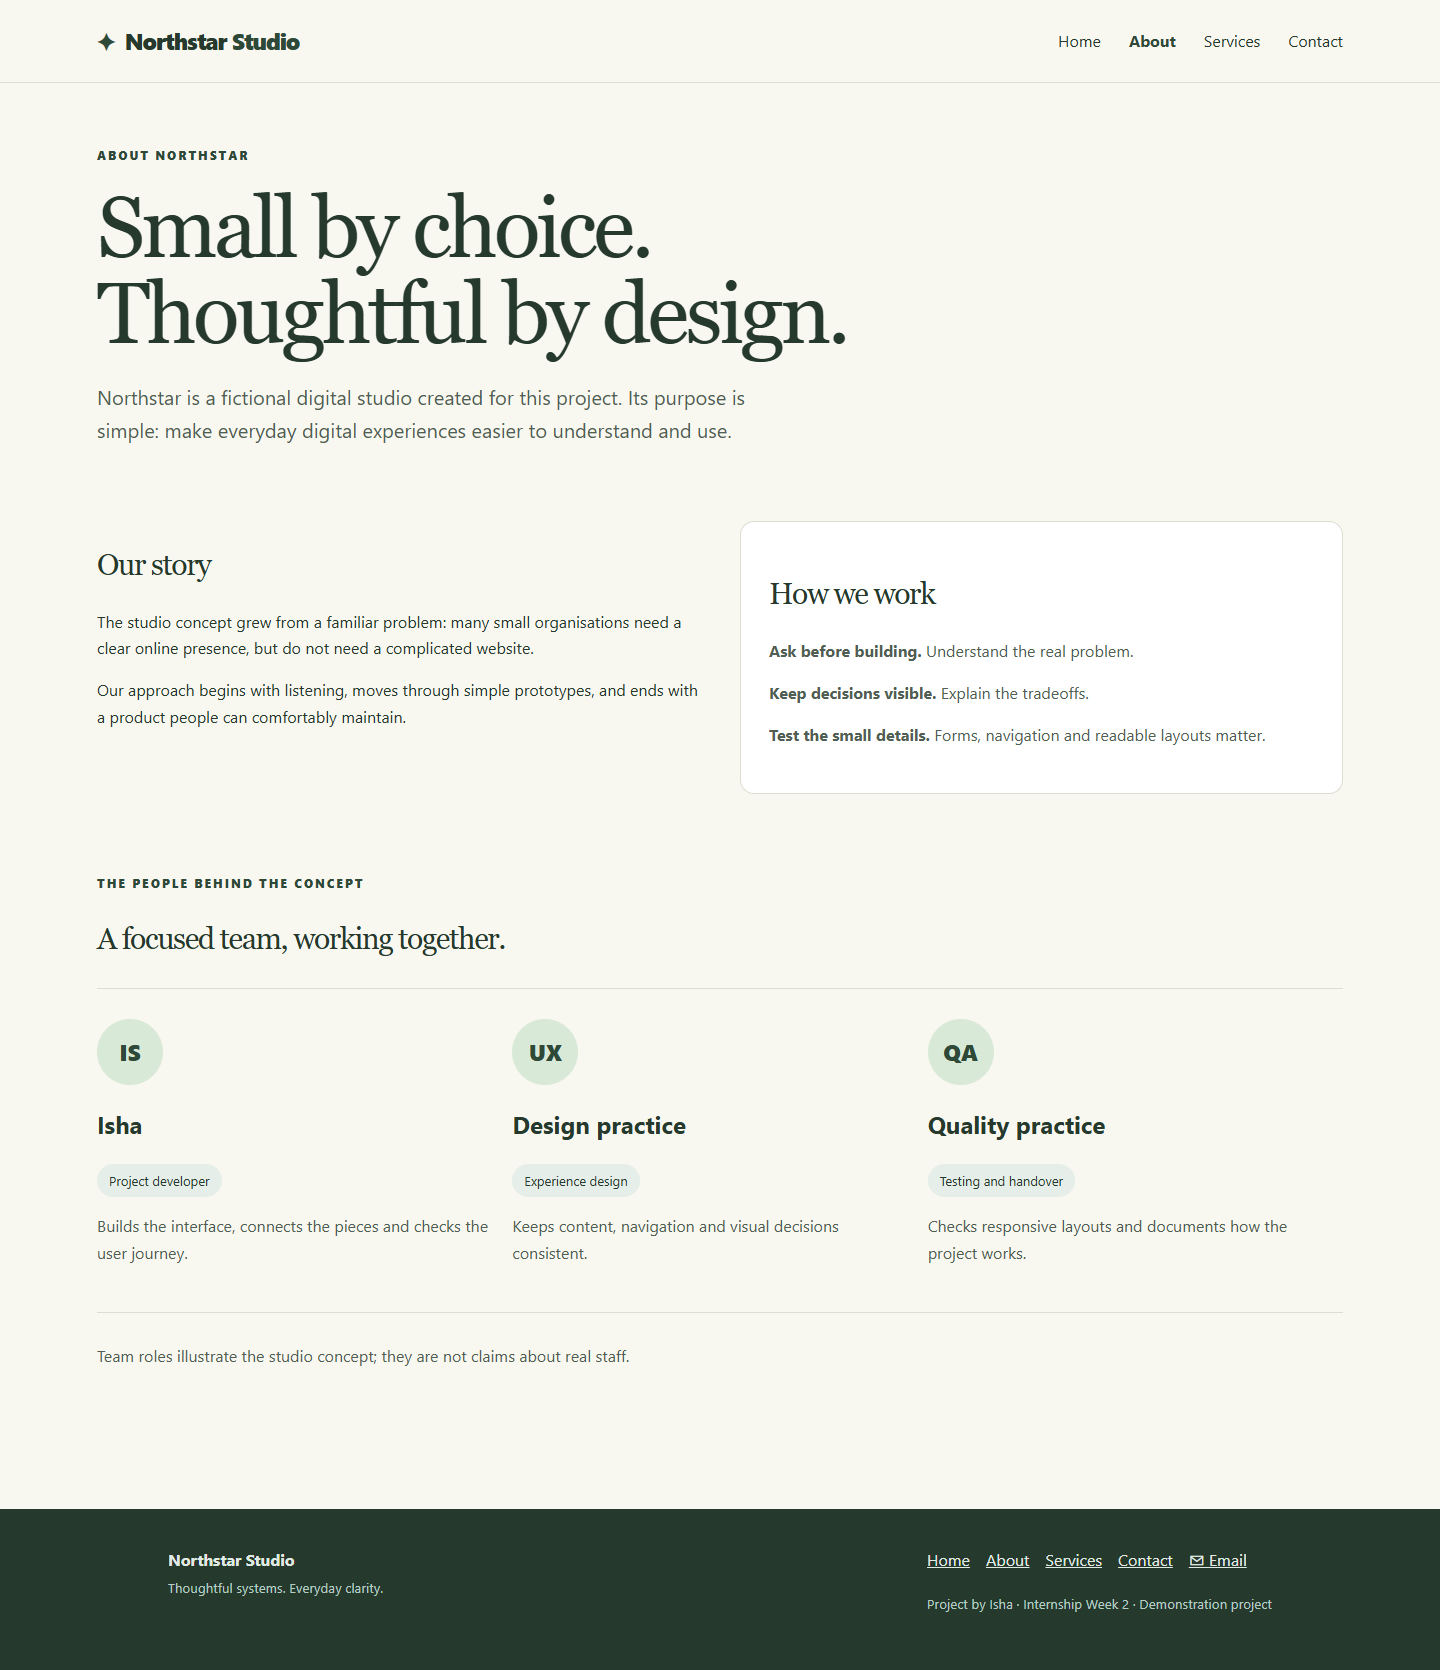 ✦ Northstar Studio
Home About Services Contact
ABOUT NORTHSTAR
Small by choice.
Thoughtful by design.
Northstar is a fictional digital studio created for this project. Its purpose is
simple: make everyday digital experiences easier to understand and use.
Our story
The studio concept grew from a familiar problem: many small organisations need a
clear online presence, but do not need a complicated website.
Our approach begins with listening, moves through simple prototypes, and ends with
a product people can comfortably maintain.
How we work
Ask before building. Understand the real problem.
Keep decisions visible. Explain the tradeoffs.
Test the small details. Forms, navigation and readable layouts matter.
THE PEOPLE BEHIND THE CONCEPT
A focused team, working together.
IS
Isha
Project developer
Builds the interface, connects the pieces and checks the
user journey.
UX
Design practice
Experience design
Keeps content, navigation and visual decisions
consistent.
QA
Quality practice
Testing and handover
Checks responsive layouts and documents how the
project works.
Team roles illustrate the studio concept; they are not claims about real staff.
Northstar Studio
Thoughtful systems. Everyday clarity.
Home About Services Contact Email
Project by Isha · Internship Week 2 · Demonstration project